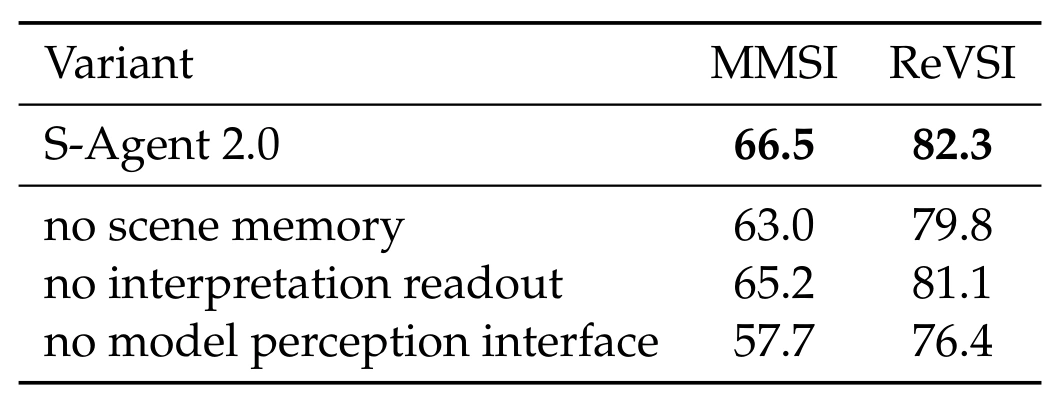 Variant MMSI ReVSI
S-Agent 2.0 66.5 82.3
no scene memory 63.0 79.8
no interpretation readout 65.2 81.1
no model perception interface 57.7 76.4